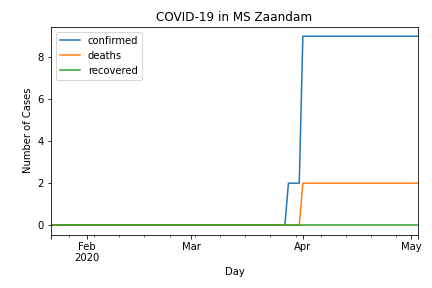 COVID-19 in MS Zaandam
confirmed
deaths
recovered
Number of Cases
8
6
4
2
0
Feb
2020
Mar
Apr
May
Day